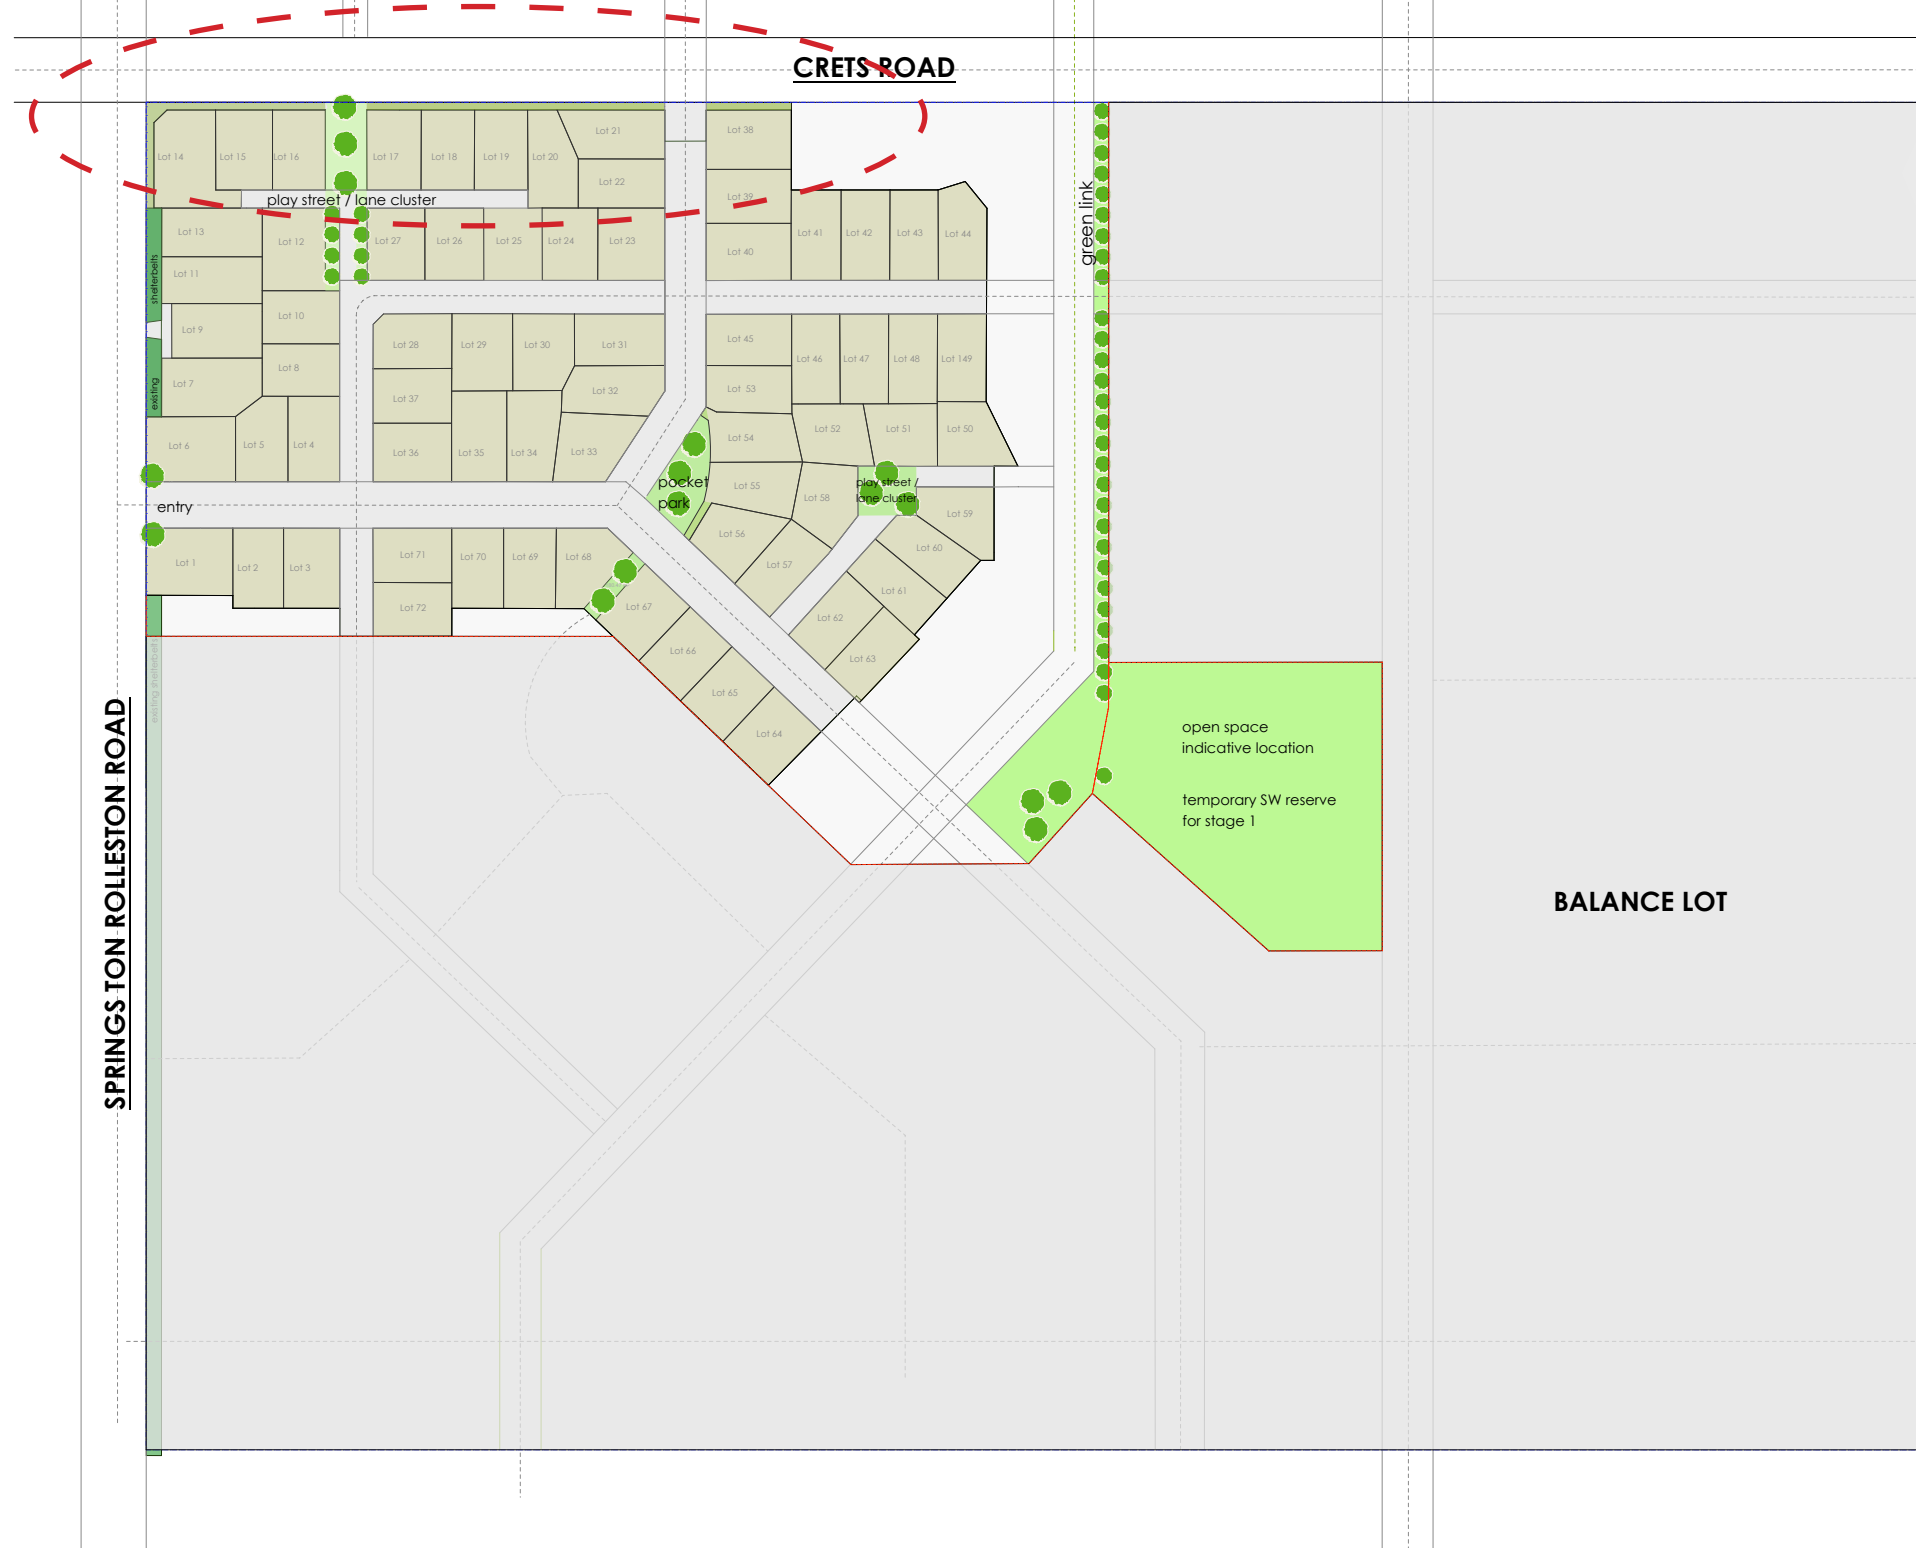 CRETS ROAD
Lot 14
Lot 15
Lot 16
Lot 17
Lot 18
Lot 19
Lot 20
Lot 21
Lot 22
Lot 38
Lot 39
Lot 40
play street / lane cluster
Lot 13
Lot 12
Lot 27
Lot 26
Lot 25
Lot 24
Lot 23
Lot 41
Lot 42
Lot 43
Lot 44
green link
shelterbelts
existing
Lot 11
Lot 9
Lot 10
Lot 7
Lot 8
Lot 6
Lot 5
Lot 4
Lot 28
Lot 29
Lot 30
Lot 31
Lot 32
Lot 37
Lot 36
Lot 35
Lot 34
Lot 33
Lot 45
Lot 46
Lot 47
Lot 48
Lot 149
Lot 53
Lot 54
Lot 52
Lot 51
Lot 50
pocket
park
Lot 55
Lot 58
play street /
lane cluster
Lot 59
Lot 56
Lot 57
Lot 60
Lot 61
Lot 62
Lot 63
entry
Lot 1
Lot 2
Lot 3
Lot 71
Lot 70
Lot 69
Lot 68
Lot 72
Lot 67
Lot 66
Lot 65
Lot 64
existing shelterbelts
SPRINGS TON ROLLESTON ROAD
open space
indicative location
temporary SW reserve
for stage 1
BALANCE LOT